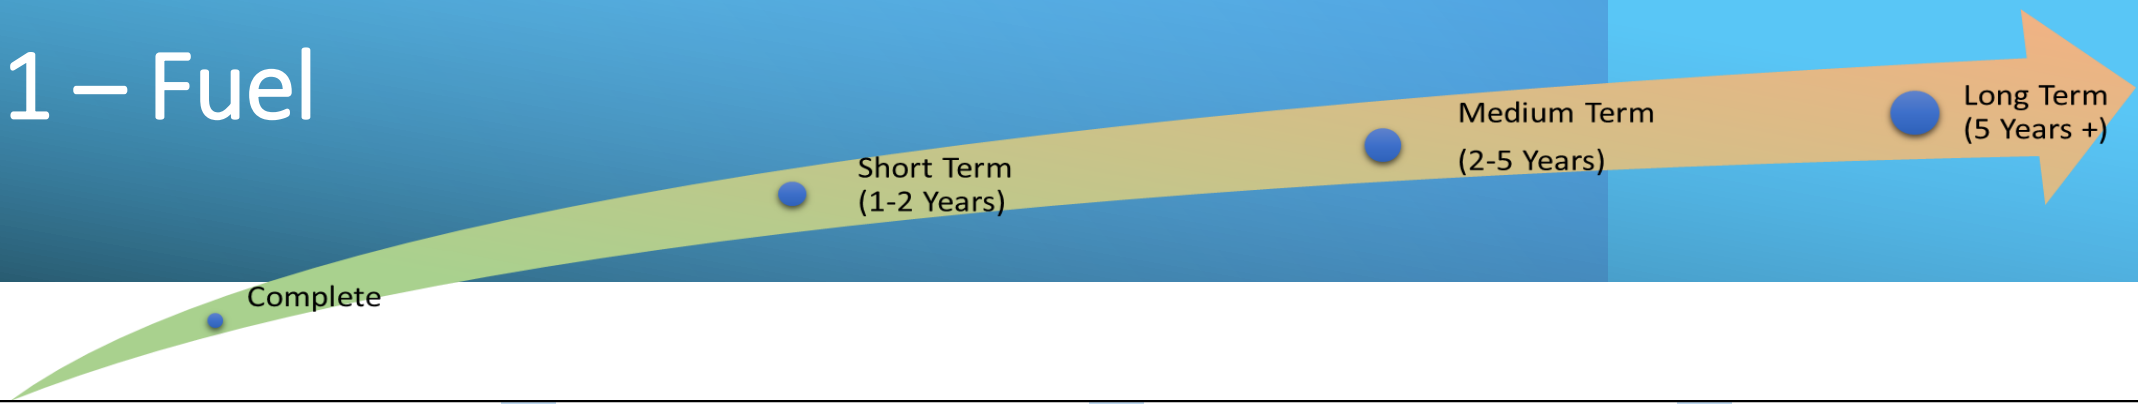 1 – Fuel
Complete
Short Term
(1-2 Years)
Medium Term
(2-5 Years)
Long Term
(5 Years +)